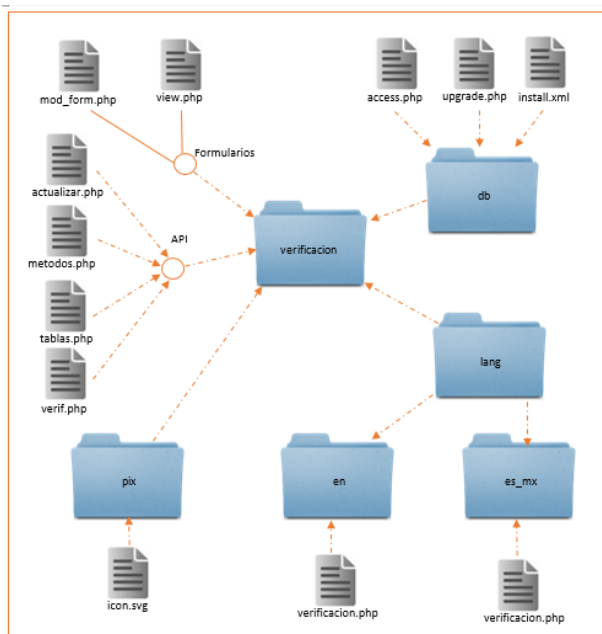 mod_form.php
view.php
access.php
upgrade.php
install.xml
Formularios
actualizar.php
db
API
verificacion
metodos.php
tablas.php
lang
verif.php
pix
en
es_mx
icon.svg
verificacion.php
verificacion.php